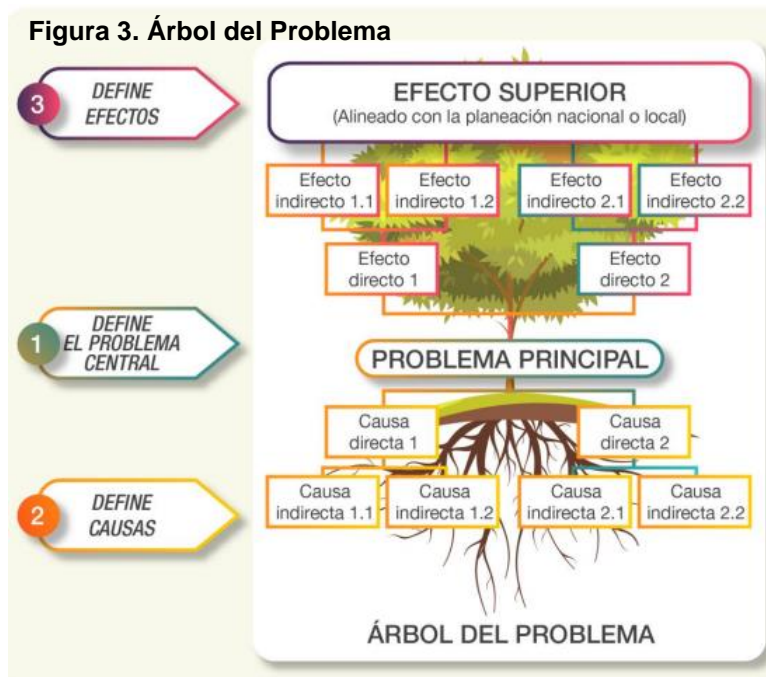 Figura 3. Árbol del Problema
3
DEFINE
EFECTOS
EFECTO SUPERIOR
(Alineado con la planeación nacional o local)
Efecto
indirecto 1.1
Efecto
indirecto 1.2
Efecto
indirecto 2.1
Efecto
indirecto 2.2
Efecto
directo 1
Efecto
directo 2
1
DEFINE
EL PROBLEMA
CENTRAL
PROBLEMA PRINCIPAL
Causa
directa 1
Causa
directa 2
2
DEFINE
CAUSAS
Causa
indirecta 1.1
Causa
indirecta 1.2
Causa
indirecta 2.1
Causa
indirecta 2.2
ÁRBOL DEL PROBLEMA